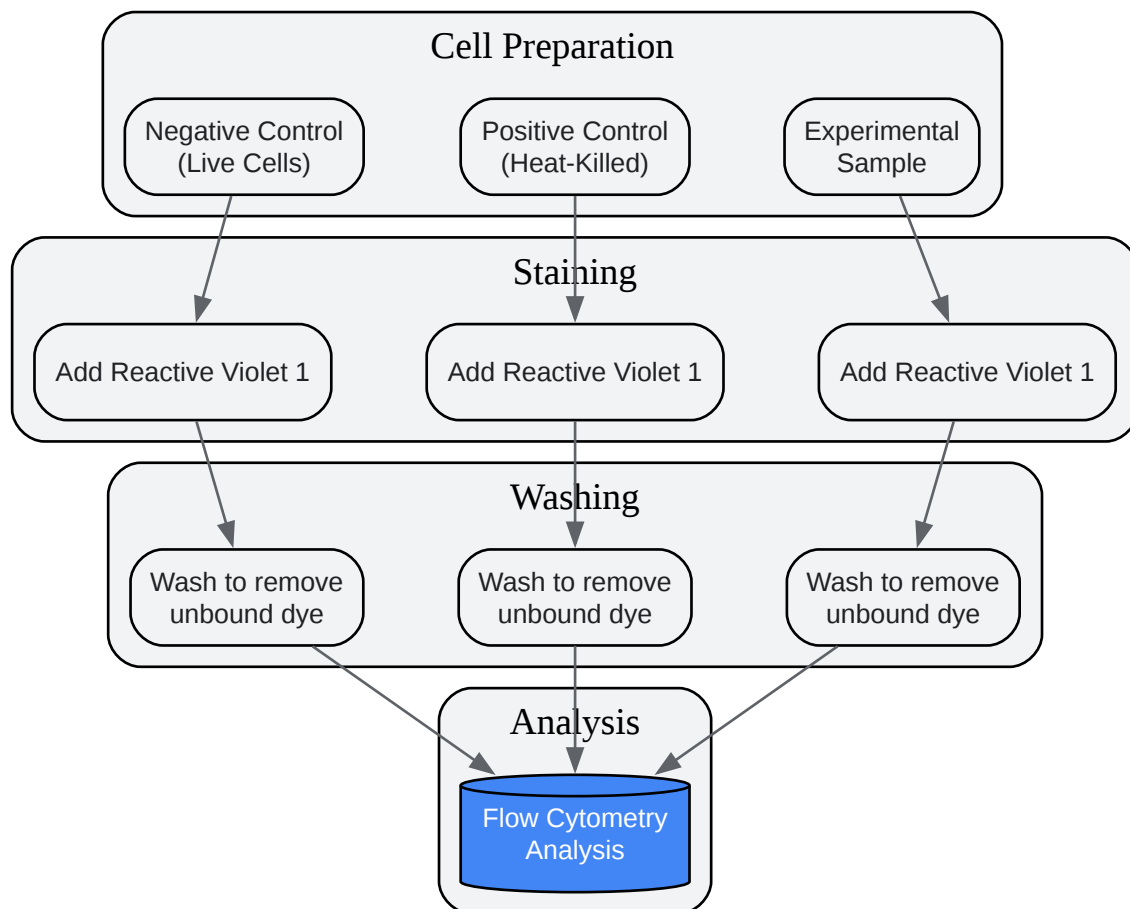 Cell Preparation
Negative Control
(Live Cells)
Positive Control
(Heat-Killed)
Experimental
Sample
Staining
Add Reactive Violet 1
Add Reactive Violet 1
Add Reactive Violet 1
Washing
Wash to remove
unbound dye
Wash to remove
unbound dye
Wash to remove
unbound dye
Analysis
Flow Cytometry
Analysis